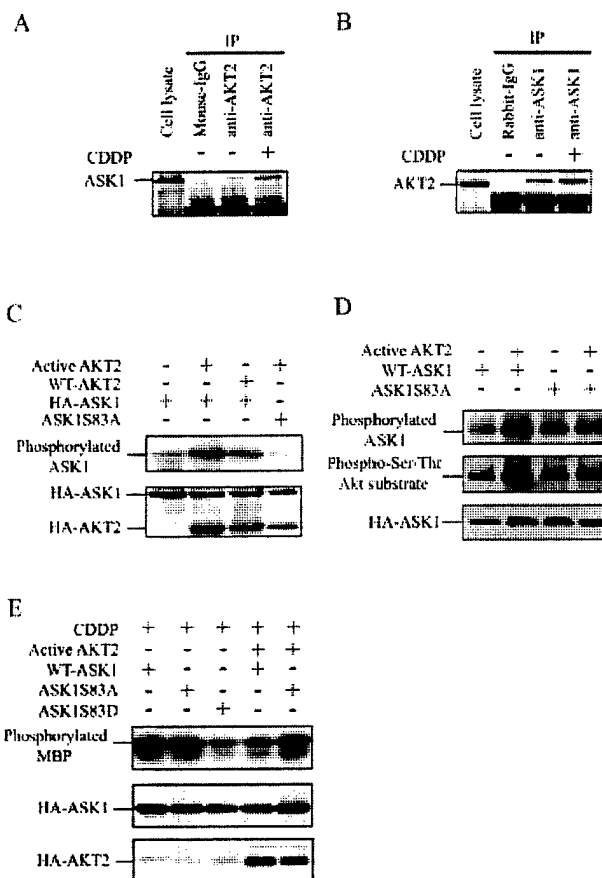 A
IP
Cell lysate
Mouse-IgG
anti-AKT2
anti-AKT2
CDDP - - +
ASK1
B
IP
Cell lysate
Rabbit-IgG
anti-ASK1
anti-ASK1
CDDP - - +
AKT2
C
Active AKT2 - + - +
WT-AKT2 - - + -
HA-ASK1 + + + -
ASK1S83A - - - +
Phosphorylated
ASK1
HA-ASK1
HA-AKT2
D
Active AKT2 - + - +
WT-ASK1 + + - -
ASK1S83A - - + +
Phosphorylated
ASK1
Phospho-Ser/Thr
Akt substrate
HA-ASK1
E
CDDP + + + + +
Active AKT2 - - - + +
WT-ASK1 + - - + -
ASK1S83A - + - - +
ASK1S83D - - + - -
Phosphorylated
MBP
HA-ASK1
HA-AKT2